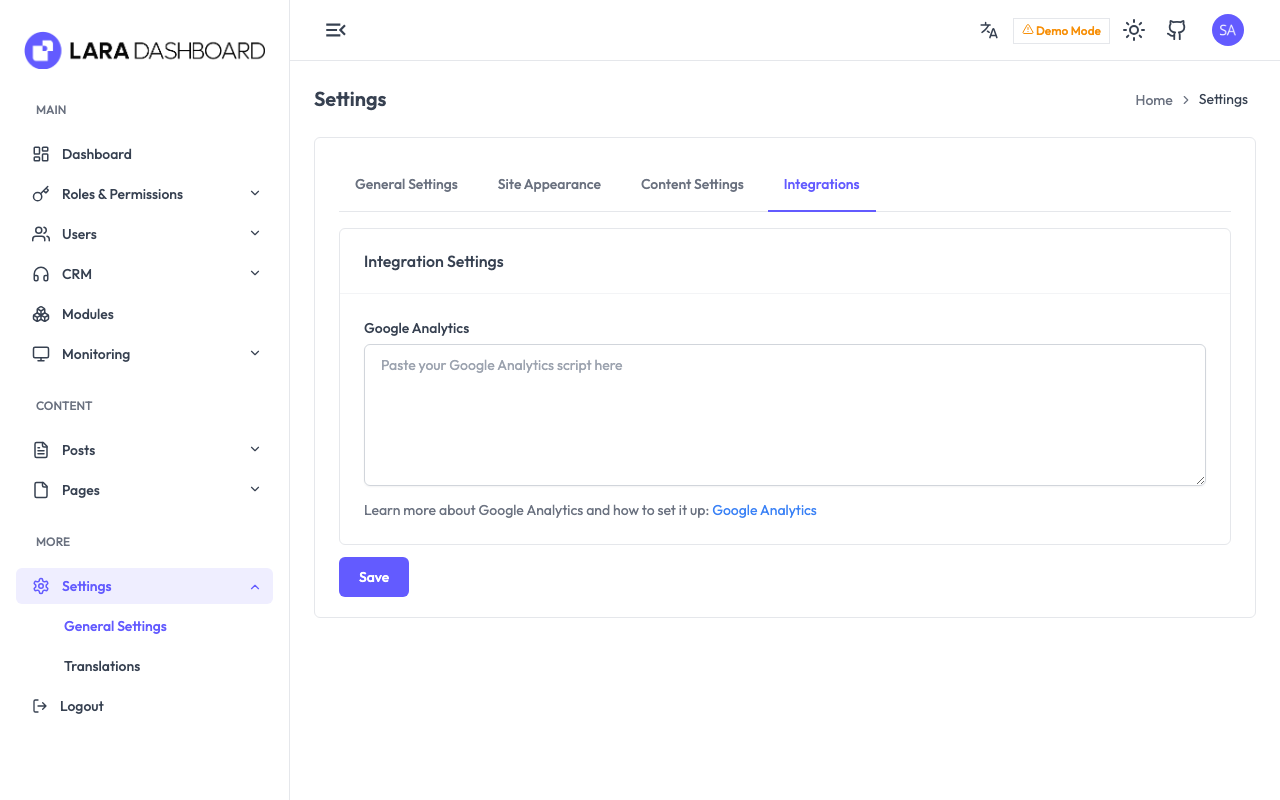 LARA DASHBOARD
MAIN
Dashboard
Roles & Permissions
Users
CRM
Modules
Monitoring
CONTENT
Posts
Pages
MORE
Settings
General Settings
Translations
Logout
Demo Mode
SA
Settings
Home > Settings
General Settings
Site Appearance
Content Settings
Integrations
Integration Settings
Google Analytics
Paste your Google Analytics script here
Learn more about Google Analytics and how to set it up: Google Analytics
Save